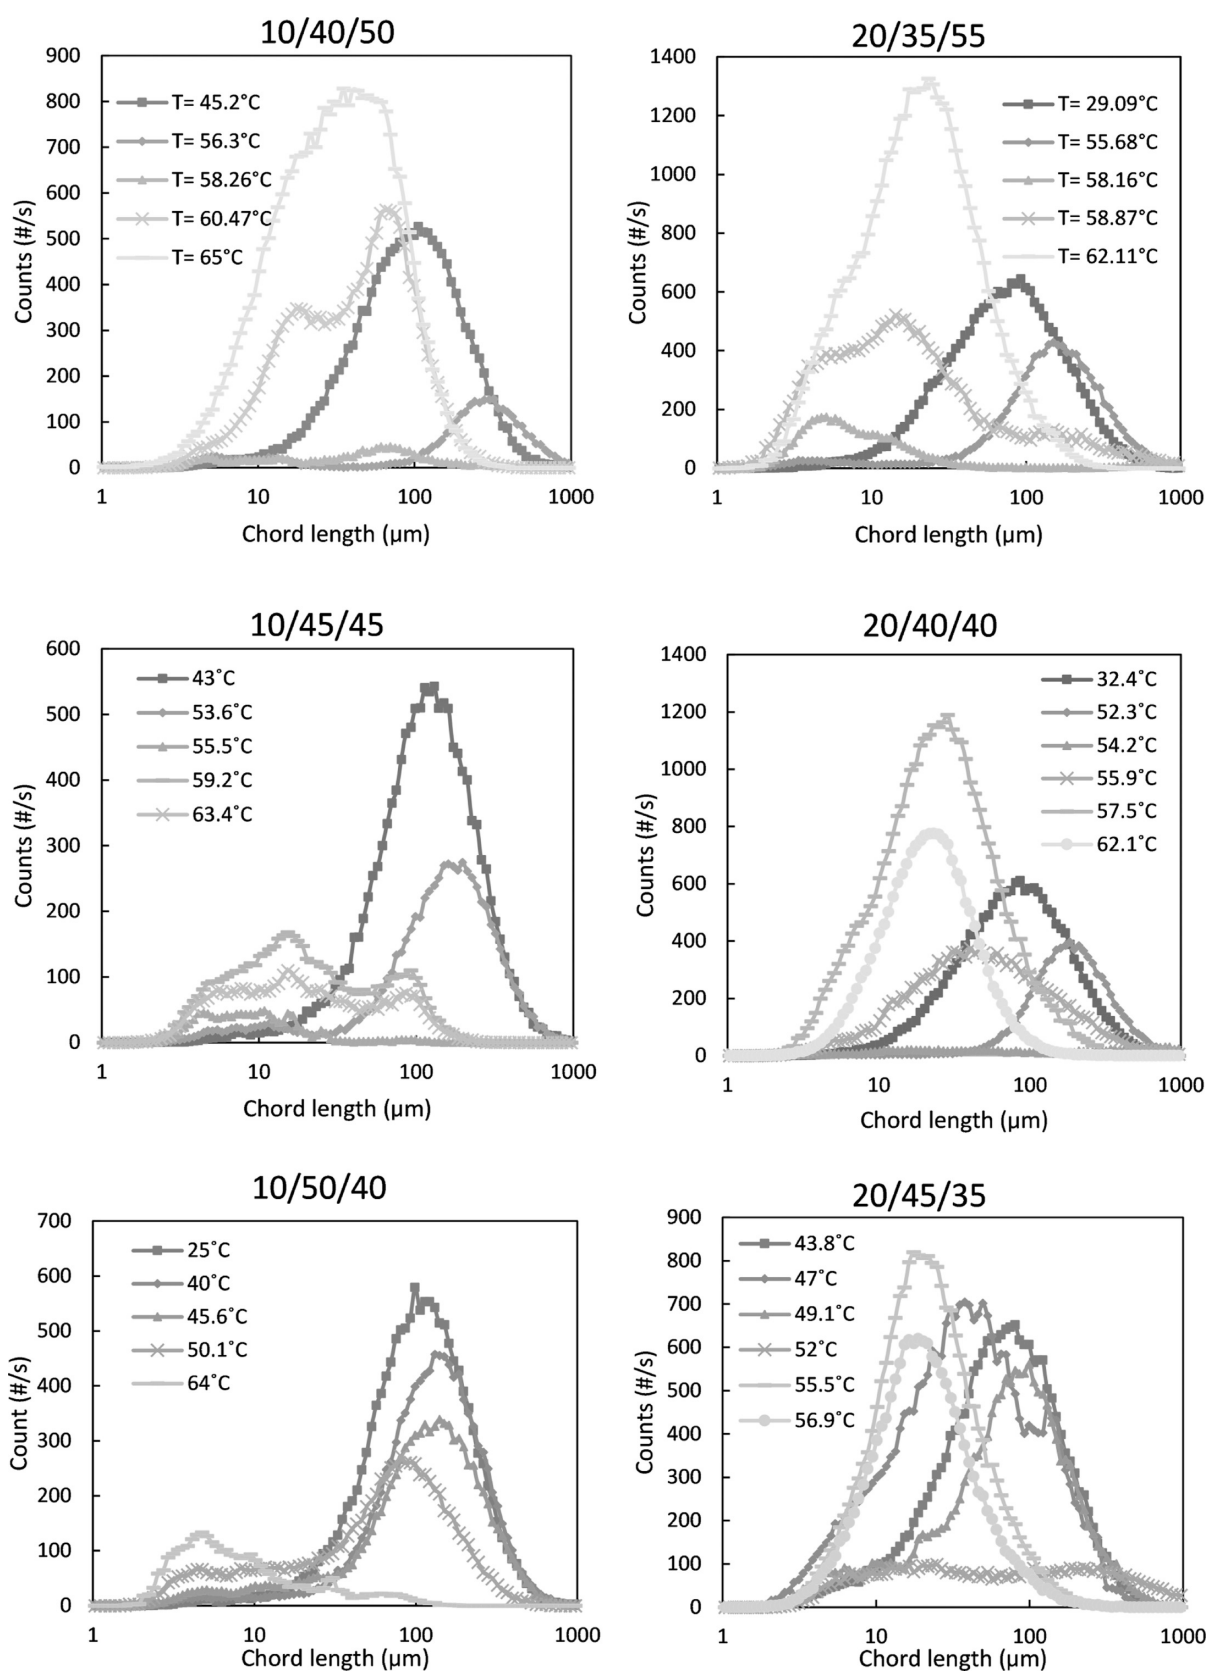 10/40/50
900
800
700
600
500
400
300
200
100
0
Counts (#/s)
T= 45.2°C
T= 56.3°C
T= 58.26°C
T= 60.47°C
T= 65°C
1 10 100 1000
Chord length (µm)
20/35/55
1400
1200
1000
800
600
400
200
0
Counts (#/s)
T= 29.09°C
T= 55.68°C
T= 58.16°C
T= 58.87°C
T= 62.11°C
1 10 100 1000
Chord length (µm)
10/45/45
600
500
400
300
200
100
0
Counts (#/s)
43˚C
53.6˚C
55.5˚C
59.2˚C
63.4˚C
1 10 100 1000
Chord length (µm)
20/40/40
1400
1200
1000
800
600
400
200
0
Counts (#/s)
32.4˚C
52.3˚C
54.2˚C
55.9˚C
57.5˚C
62.1˚C
1 10 100 1000
Chord length (µm)
10/50/40
700
600
500
400
300
200
100
0
Count (#/s)
25˚C
40˚C
45.6˚C
50.1˚C
64˚C
1 10 100 1000
Chord length (µm)
20/45/35
900
800
700
600
500
400
300
200
100
0
Counts (#/s)
43.8˚C
47˚C
49.1˚C
52˚C
55.5˚C
56.9˚C
1 10 100 1000
Chord length (µm)